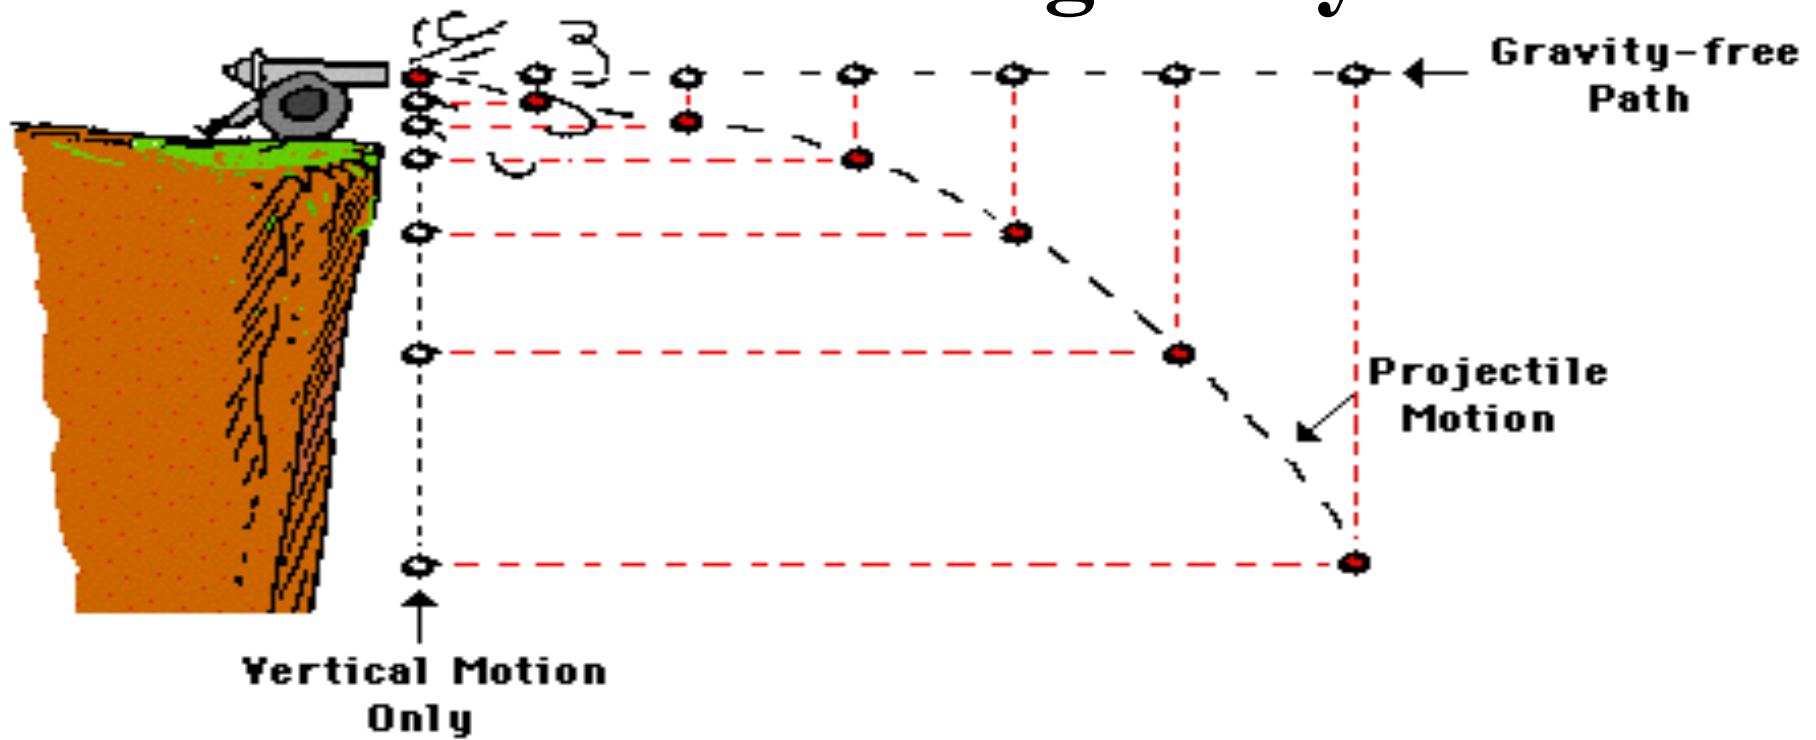 Gravity-free
Path
Projectile
Motion
Vertical Motion
Only